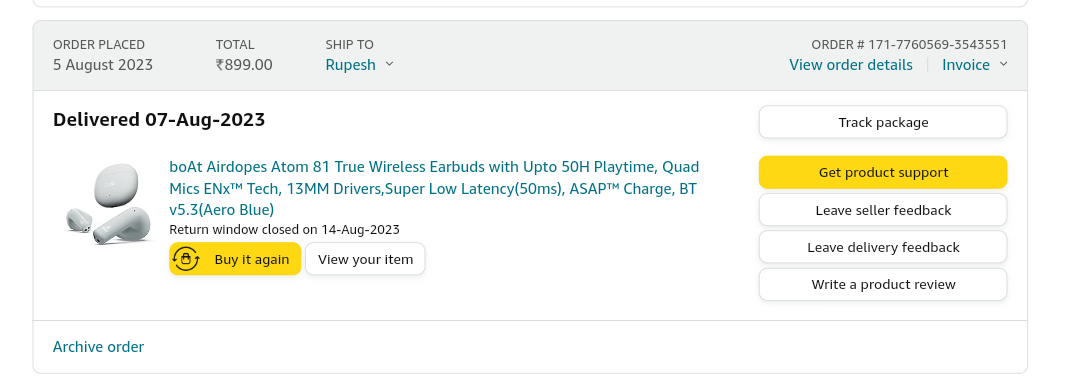 ORDER PLACED
5 August 2023
TOTAL
₹899.00
SHIP TO
Rupesh
ORDER # 171-7760569-3543551
View order details
Invoice
Delivered 07-Aug-2023
boAt Airdopes Atom 81 True Wireless Earbuds with Upto 50H Playtime, Quad
Mics ENx™ Tech, 13MM Drivers,Super Low Latency(50ms), ASAP™ Charge, BT
v5.3(Aero Blue)
Return window closed on 14-Aug-2023
Buy it again
View your item
Track package
Get product support
Leave seller feedback
Leave delivery feedback
Write a product review
Archive order